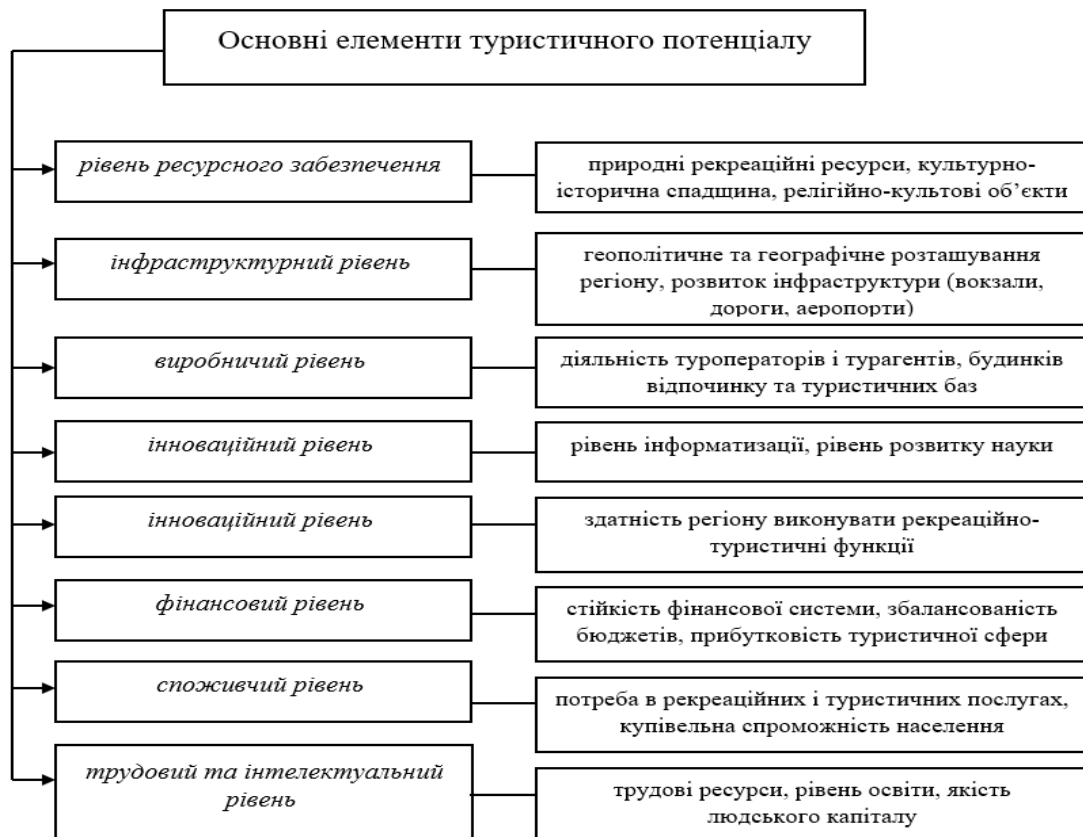 Основні елементи туристичного потенціалу
рівень ресурсного забезпечення
природні рекреаційні ресурси, культурно-
історична спадщина, релігійно-культові об’єкти
інфраструктурний рівень
геополітичне та географічне розташування
регіону, розвиток інфраструктури (вокзали,
дороги, аеропорти)
виробничий рівень
діяльність туроператорів і турагентів, будинків
відпочинку та туристичних баз
інноваційний рівень
рівень інформатизації, рівень розвитку науки
інноваційний рівень
здатність регіону виконувати рекреаційно-
туристичні функції
фінансовий рівень
стійкість фінансової системи, збалансованість
бюджетів, прибутковість туристичної сфери
споживчий рівень
потреба в рекреаційних і туристичних послугах,
купівельна спроможність населення
трудовий та інтелектуальний
рівень
трудові ресурси, рівень освіти, якість
людського капіталу